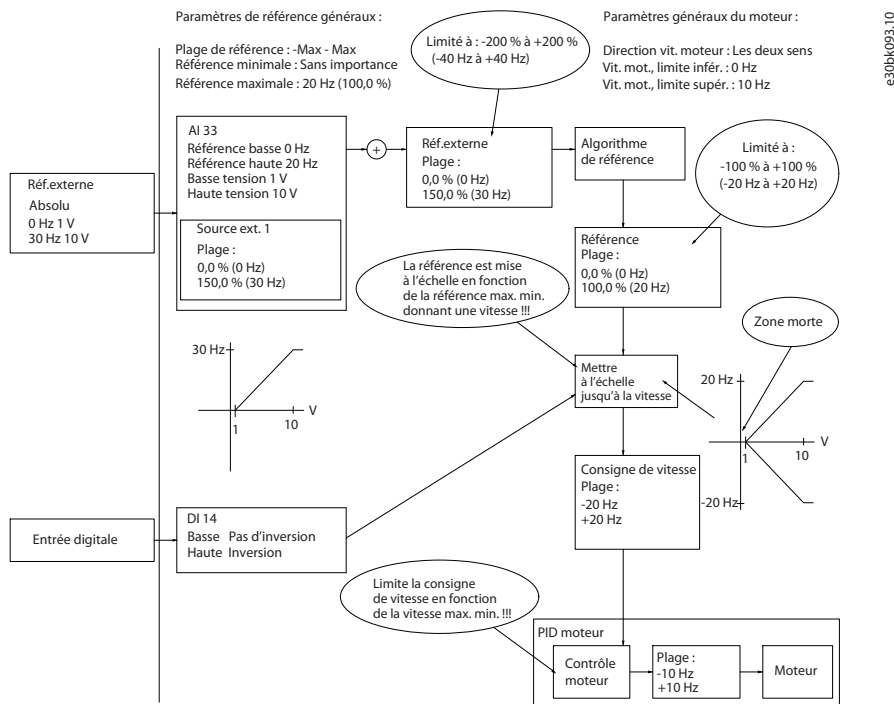 Paramètres de référence généraux :
Plage de référence : -Max - Max
Référence minimale : Sans importance
Référence maximale : 20 Hz (100,0 %)
Limité à : -200 % à +200 %
(-40 Hz à +40 Hz)
Paramètres généraux du moteur :
Direction vit. moteur : Les deux sens
Vit. mot., limite infér. : 0 Hz
Vit. mot., limite supér. : 10 Hz
e30bk093.10
Réf.externe
Absolu
0 Hz 1 V
30 Hz 10 V
AI 33
Référence basse 0 Hz
Référence haute 20 Hz
Basse tension 1 V
Haute tension 10 V
Source ext. 1
Plage :
0,0 % (0 Hz)
150,0 % (30 Hz)
+
Réf.externe
Plage :
0,0 % (0 Hz)
150,0 % (30 Hz)
Algorithme
de référence
Limité à :
-100 % à +100 %
(-20 Hz à +20 Hz)
Référence
Plage :
0,0 % (0 Hz)
100,0 % (20 Hz)
La référence est mise
à l’échelle en fonction
de la référence max. min.
donnant une vitesse !!!
Zone morte
30 Hz
V
1
10
Mettre
à l’échelle
jusqu’à la vitesse
20 Hz
V
1
10
-20 Hz
Consigne de vitesse
Plage :
-20 Hz
+20 Hz
Entrée digitale
DI 14
Basse Pas d’inversion
Haute Inversion
Limite la consigne
de vitesse en fonction
de la vitesse max. min. !!!
PID moteur
Contrôle
moteur
Plage :
-10 Hz
+10 Hz
Moteur